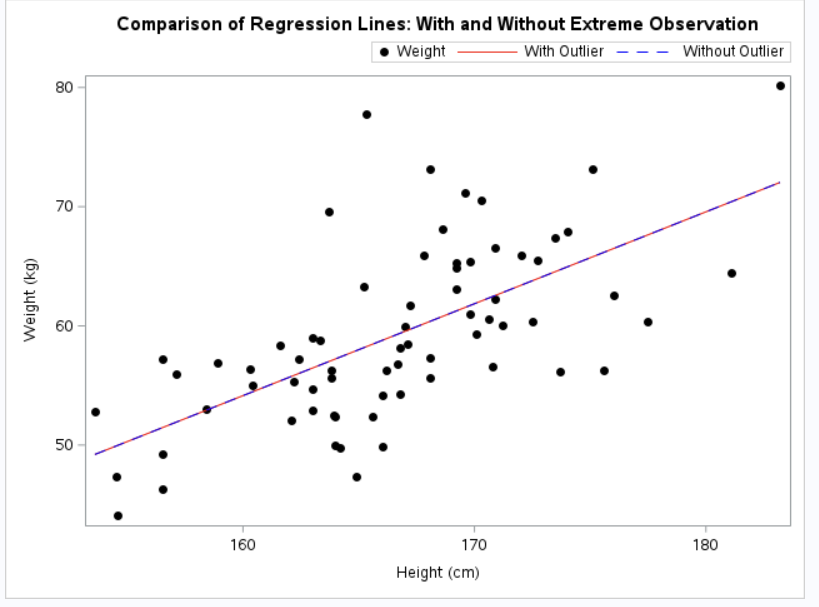 Comparison of Regression Lines: With and Without Extreme Observation
Weight With Outlier Without Outlier
80
70
60
50
Weight (kg)
160 170 180
Height (cm)